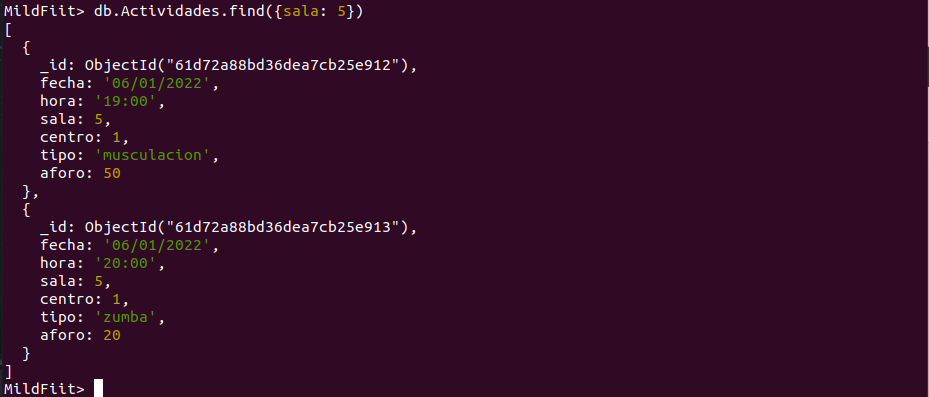 MildFiit> db.Actividades.find({sala: 5})
[
  {
    _id: ObjectId("61d72a88bd36dea7cb25e912"),
    fecha: '06/01/2022',
    hora: '19:00',
    sala: 5,
    centro: 1,
    tipo: 'musculacion',
    aforo: 50
  },
  {
    _id: ObjectId("61d72a88bd36dea7cb25e913"),
    fecha: '06/01/2022',
    hora: '20:00',
    sala: 5,
    centro: 1,
    tipo: 'zumba',
    aforo: 20
  }
]
MildFiit>